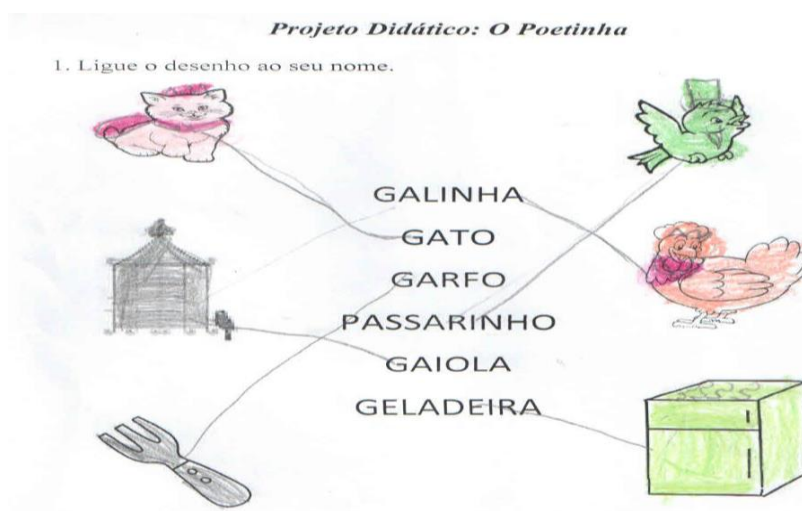 Projeto Didático: O Poetinha
1. Ligue o desenho ao seu nome.
GALINHA
GATO
GARFO
PASSARINHO
GAIOLA
GELADEIRA